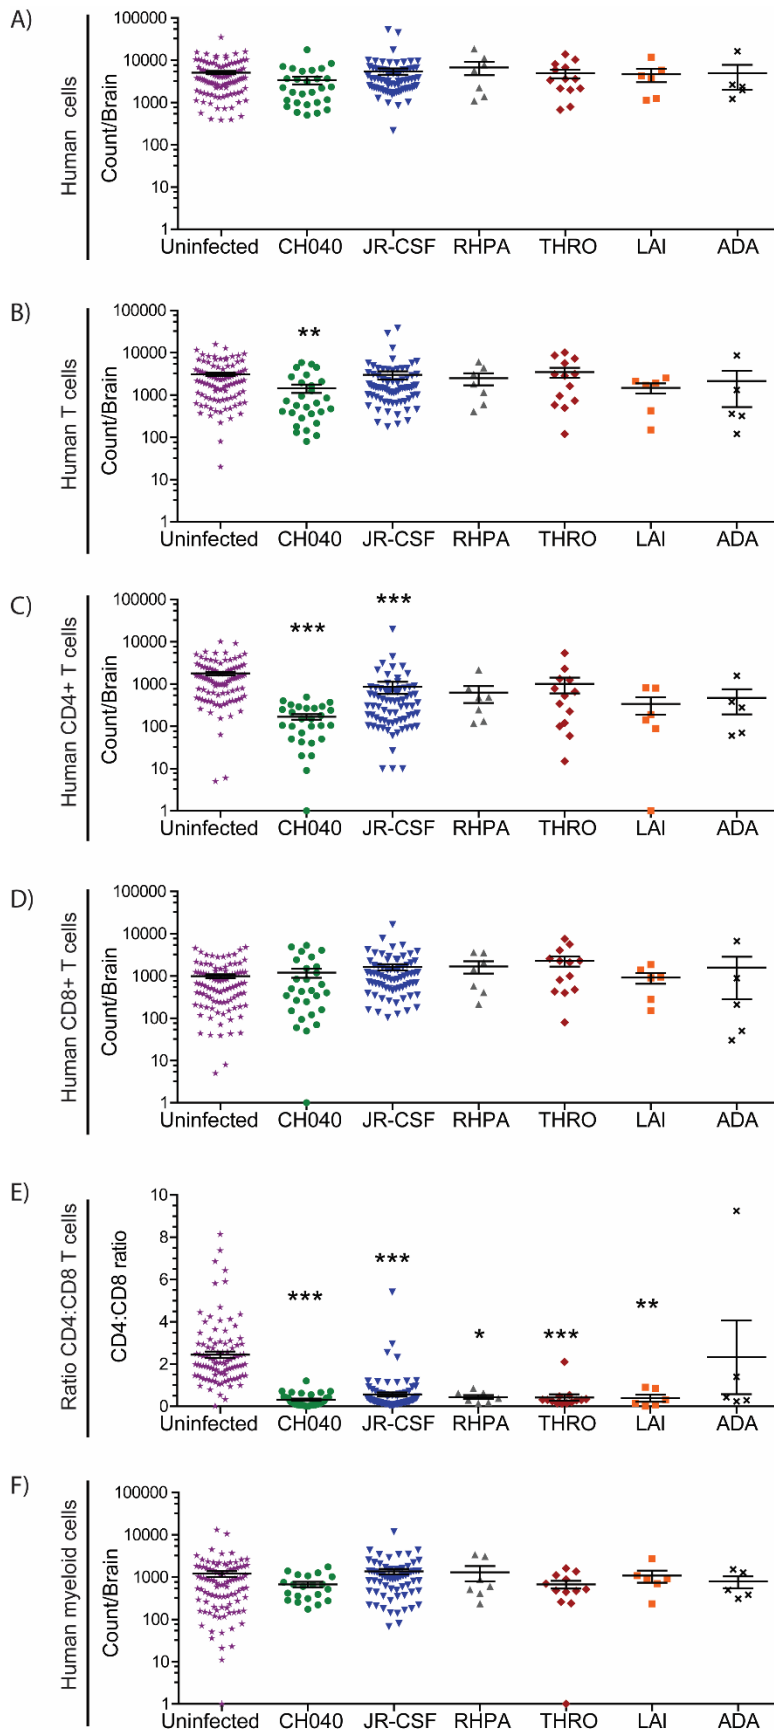 A)
Human cells
Count/Brain
100000
10000
1000
100
10
1
Uninfected CH040 JR-CSF RHPA THRO LAI ADA
B)
Human T cells
Count/Brain
100000
10000
1000
100
10
1
**
Uninfected CH040 JR-CSF RHPA THRO LAI ADA
C)
Human CD4+ T cells
Count/Brain
100000
10000
1000
100
10
1
*** ***
Uninfected CH040 JR-CSF RHPA THRO LAI ADA
D)
Human CD8+ T cells
Count/Brain
100000
10000
1000
100
10
1
Uninfected CH040 JR-CSF RHPA THRO LAI ADA
E)
Ratio CD4:CD8 T cells
CD4:CD8 ratio
10
8
6
4
2
0
*** *** * *** **
Uninfected CH040 JR-CSF RHPA THRO LAI ADA
F)
Human myeloid cells
Count/Brain
100000
10000
1000
100
10
1
Uninfected CH040 JR-CSF RHPA THRO LAI ADA